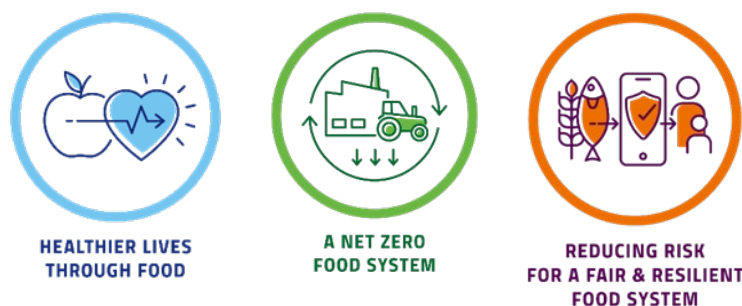 HEALTHIER LIVES
THROUGH FOOD
A NET ZERO
FOOD SYSTEM
REDUCING RISK
FOR A FAIR & RESILIENT
FOOD SYSTEM